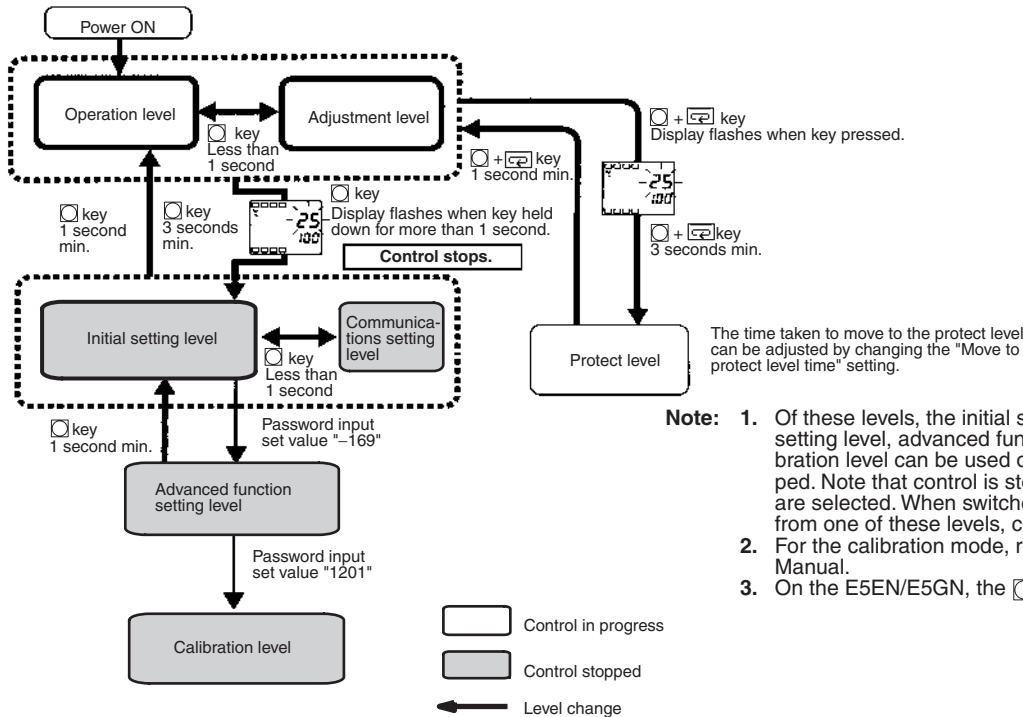 Power ON
Operation level
Adjustment level
key
Less than
1 second
+ key
Display flashes when key pressed.
+ key
1 second min.
25
100
+ key
3 seconds min.
key
1 second
min.
key
3 seconds
min.
25
100
key
Display flashes when key held
down for more than 1 second.
Control stops.
Initial setting level
Communica-
tions setting
level
key
Less than
1 second
Protect level
The time taken to move to the protect level
can be adjusted by changing the "Move to
protect level time" setting.
key
1 second min.
Password input
set value "–169"
Advanced function
setting level
Password input
set value "1201"
Calibration level
Control in progress
Control stopped
Level change
Note: 1. Of these levels, the initial s
setting level, advanced fun
bration level can be used o
ped. Note that control is sto
are selected. When switche
from one of these levels, c
2. For the calibration mode, r
Manual.
3. On the E5EN/E5GN, the